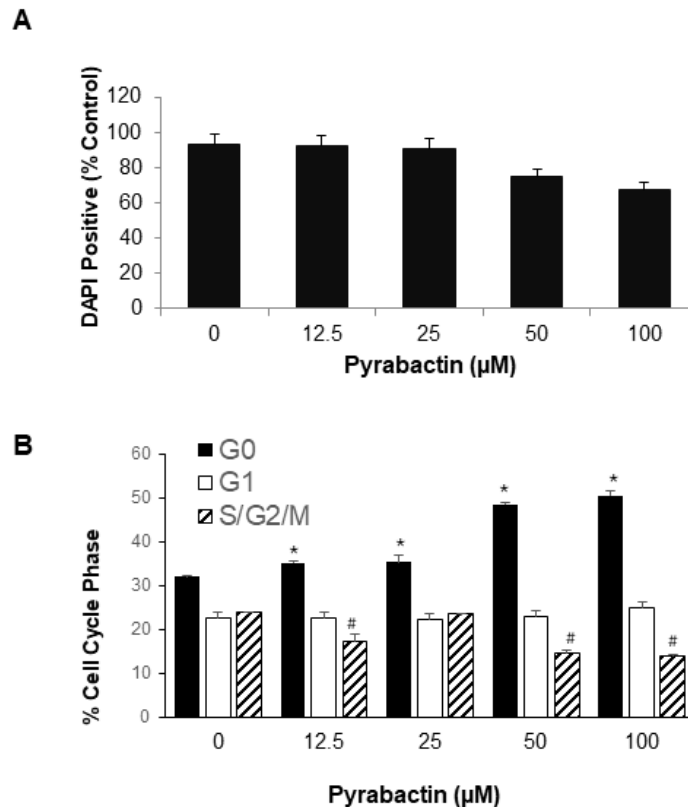 A
DAPI Positive (% Control)
120
100
80
60
40
20
0
0 12.5 25 50 100
Pyrabactin (µM)
B
% Cell Cycle Phase
60
50
40
30
20
10
0
G0
G1
S/G2/M
* * * *
# # #
0 12.5 25 50 100
Pyrabactin (µM)